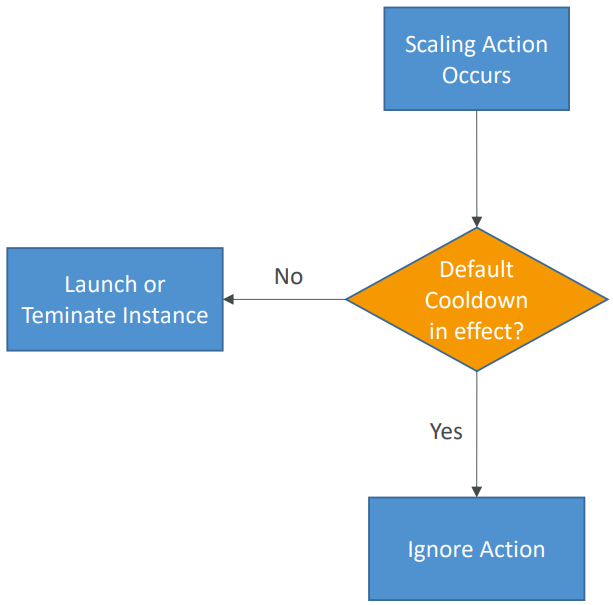 Scaling Action
Occurs
Default
Cooldown
in effect?
No
Launch or
Teminate Instance
Yes
Ignore Action